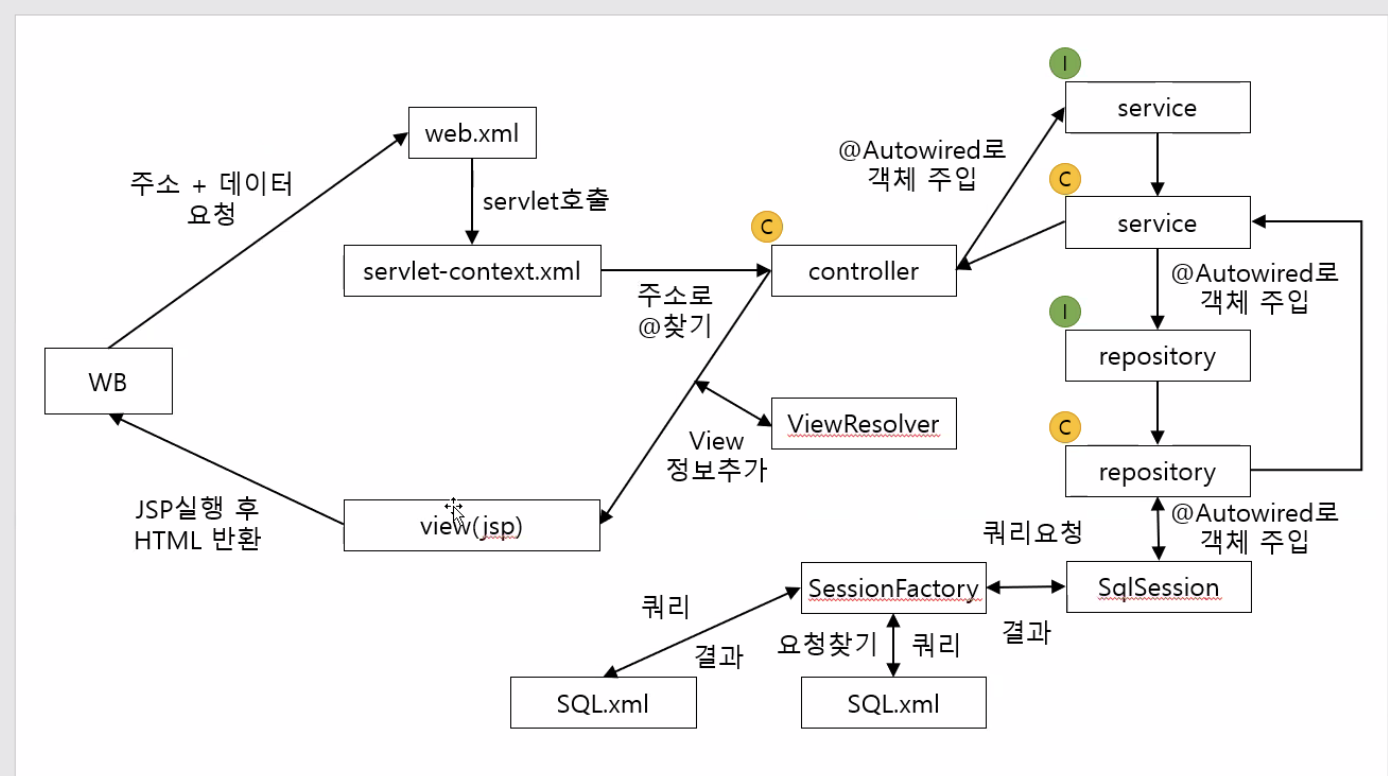 I
service
web.xml
@Autowired로
객체 주입
주소 + 데이터
요청
servlet호출
C
service
C
servlet-context.xml
controller
@Autowired로
객체 주입
주소로
@찾기
I
repository
WB
ViewResolver
View
정보추가
C
repository
JSP실행 후
HTML 반환
view(jsp)
@Autowired로
객체 주입
쿼리요청
SessionFactory
SqlSession
쿼리
결과
요청찾기
쿼리
결과
SQL.xml
SQL.xml